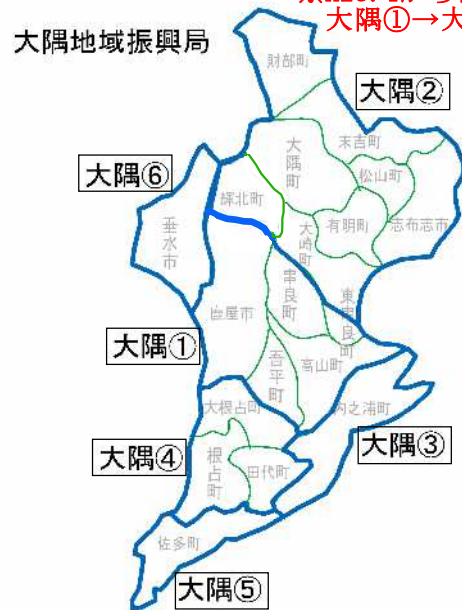 大隅①→大
大隅地域振興局
財部町
大隅②
末吉町
大隅町
松山町
大隅⑥
輝北町
有明町
志布志市
大崎町
垂水市
串良町
東串良町
鹿屋市
大隅①
高山町
吾平町
大根占町
内之浦町
大隅③
大隅④
根占町
田代町
佐多町
大隅⑤